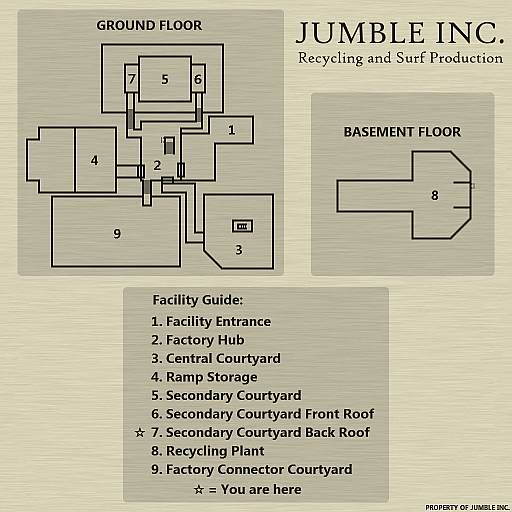 GROUND FLOOR
JUMBLE INC.
Recycling and Surf Production
7
5
6
1
4
2
9
3
BASEMENT FLOOR
8
Facility Guide:
1. Facility Entrance
2. Factory Hub
3. Central Courtyard
4. Ramp Storage
5. Secondary Courtyard
6. Secondary Courtyard Front Roof
☆ 7. Secondary Courtyard Back Roof
8. Recycling Plant
9. Factory Connector Courtyard
☆ = You are here
PROPERTY OF JUMBLE INC.